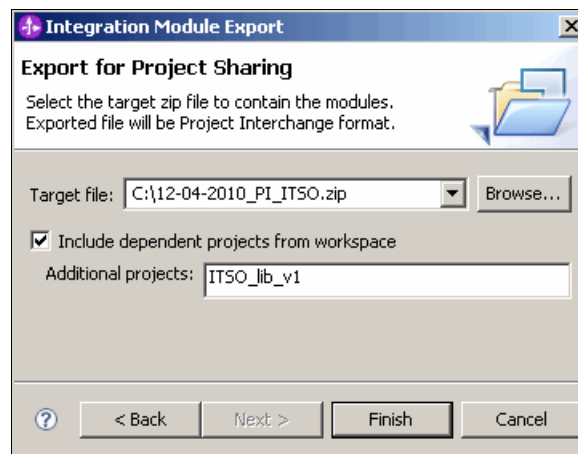 Integration Module Export
Export for Project Sharing
Select the target zip file to contain the modules.
Exported file will be Project Interchange format.
Target file: C:\12-04-2010_PI_ITSO.zip Browse...
Include dependent projects from workspace
Additional projects: ITSO_lib_v1
? < Back Next > Finish Cancel